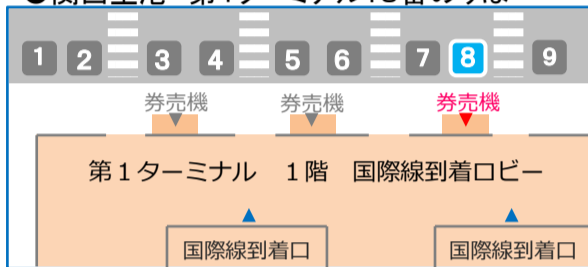 1 2 3 4 5 6 7 8 9
券売機 券売機 券売機
第1ターミナル 1階 国際線到着ロビー
国際線到着口 国際線到着口